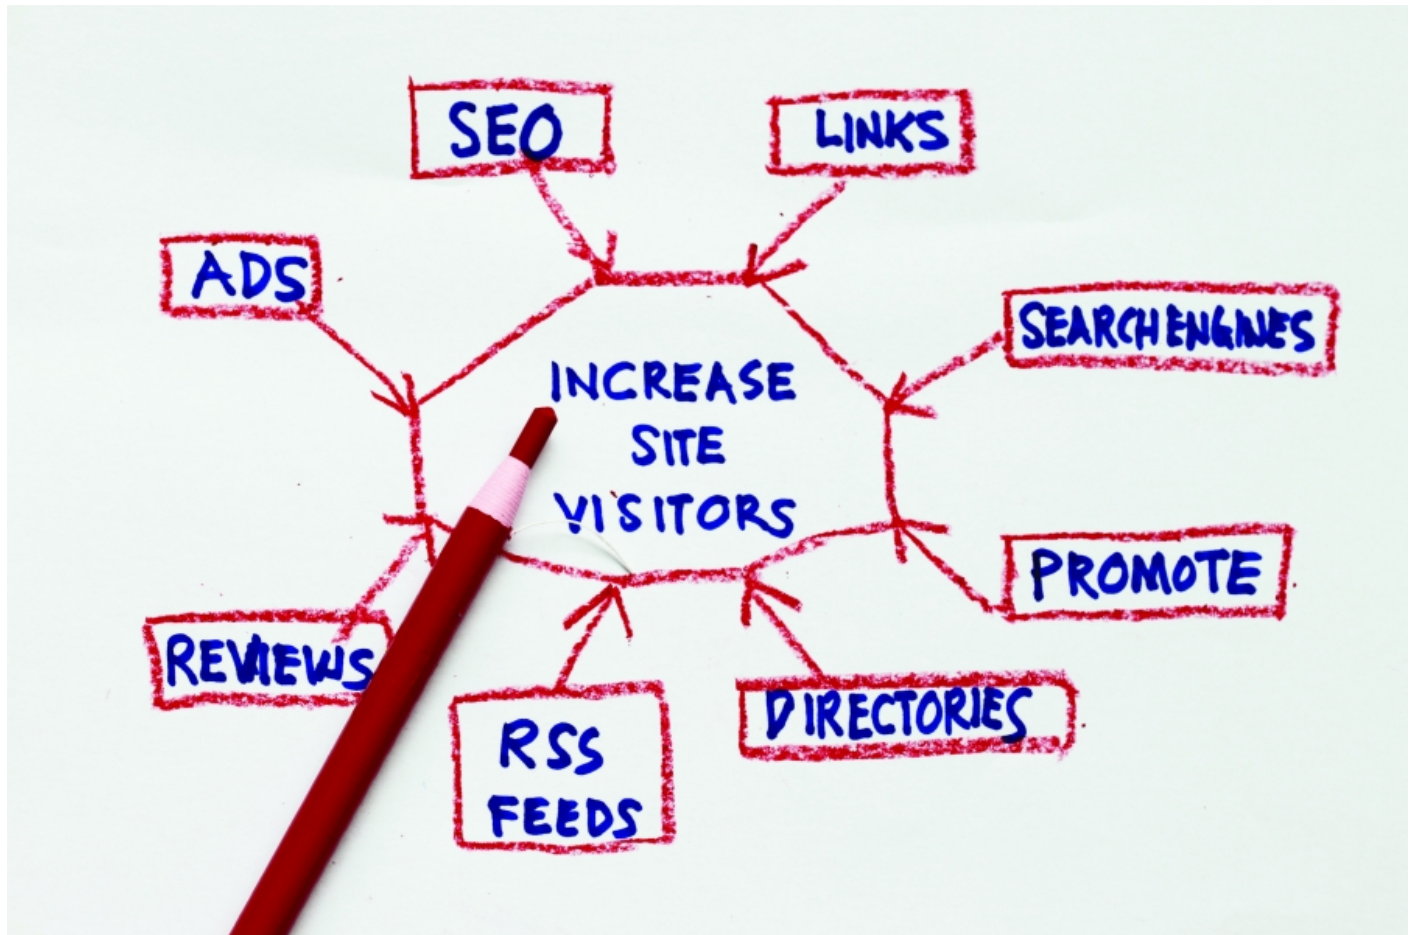 SEO
LINKS
ADS
SEARCHENGINES
INCREASE
SITE
VISITORS
PROMOTE
REVIEWS
RSS
FEEDS
DIRECTORIES